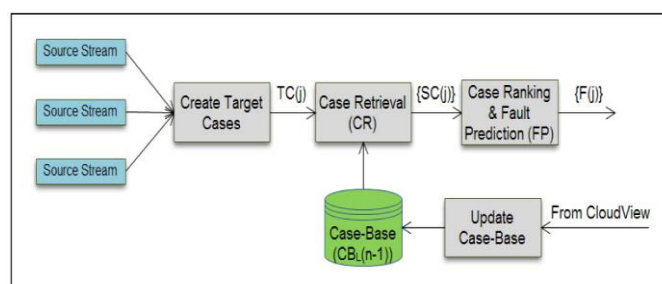 Source Stream
Source Stream
Source Stream
Create Target
Cases
TC(j)
Case Retrieval
(CR)
{SC(j)}
Case Ranking
& Fault
Prediction (FP)
{F(j)}
Case-Base
(CBL(n-1))
Update
Case-Base
From CloudView